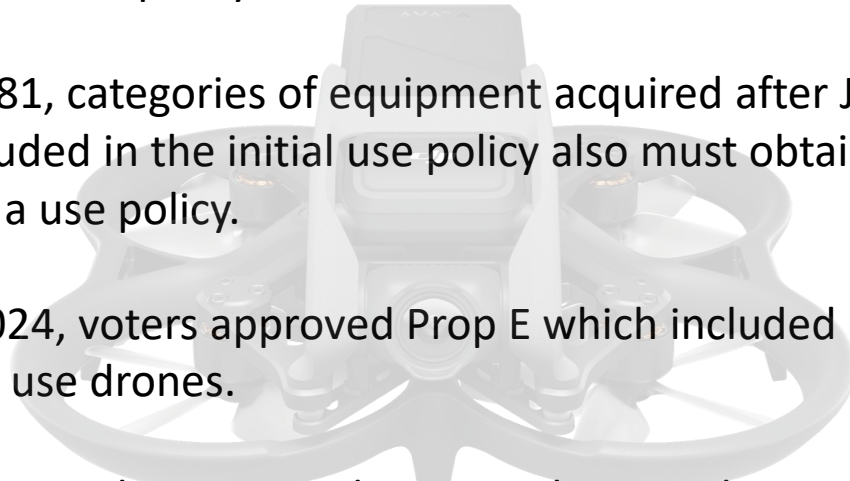 81, categories of equipment acquired after J
uded in the initial use policy also must obtai
a use policy.
024, voters approved Prop E which included
use drones.